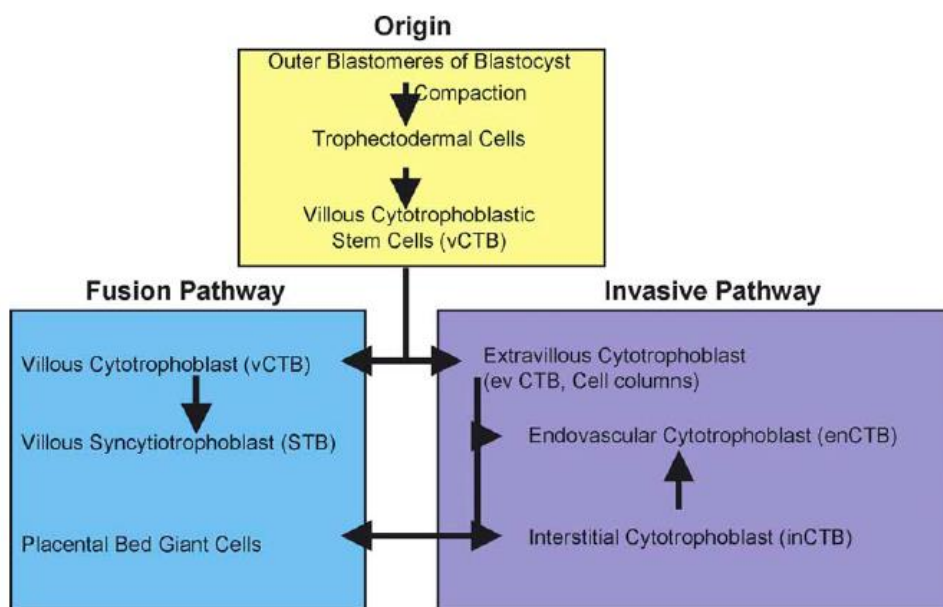 Origin
Outer Blastomeres of Blastocyst
Compaction
Trophectodermal Cells
Villous Cytotrophoblastic
Stem Cells (vCTB)
Fusion Pathway
Villous Cytotrophoblast (vCTB)
Villous Syncytiotrophoblast (STB)
Placental Bed Giant Cells
Invasive Pathway
Extravillous Cytotrophoblast
(ev CTB, Cell columns)
Endovascular Cytotrophoblast (enCTB)
Interstitial Cytotrophoblast (inCTB)